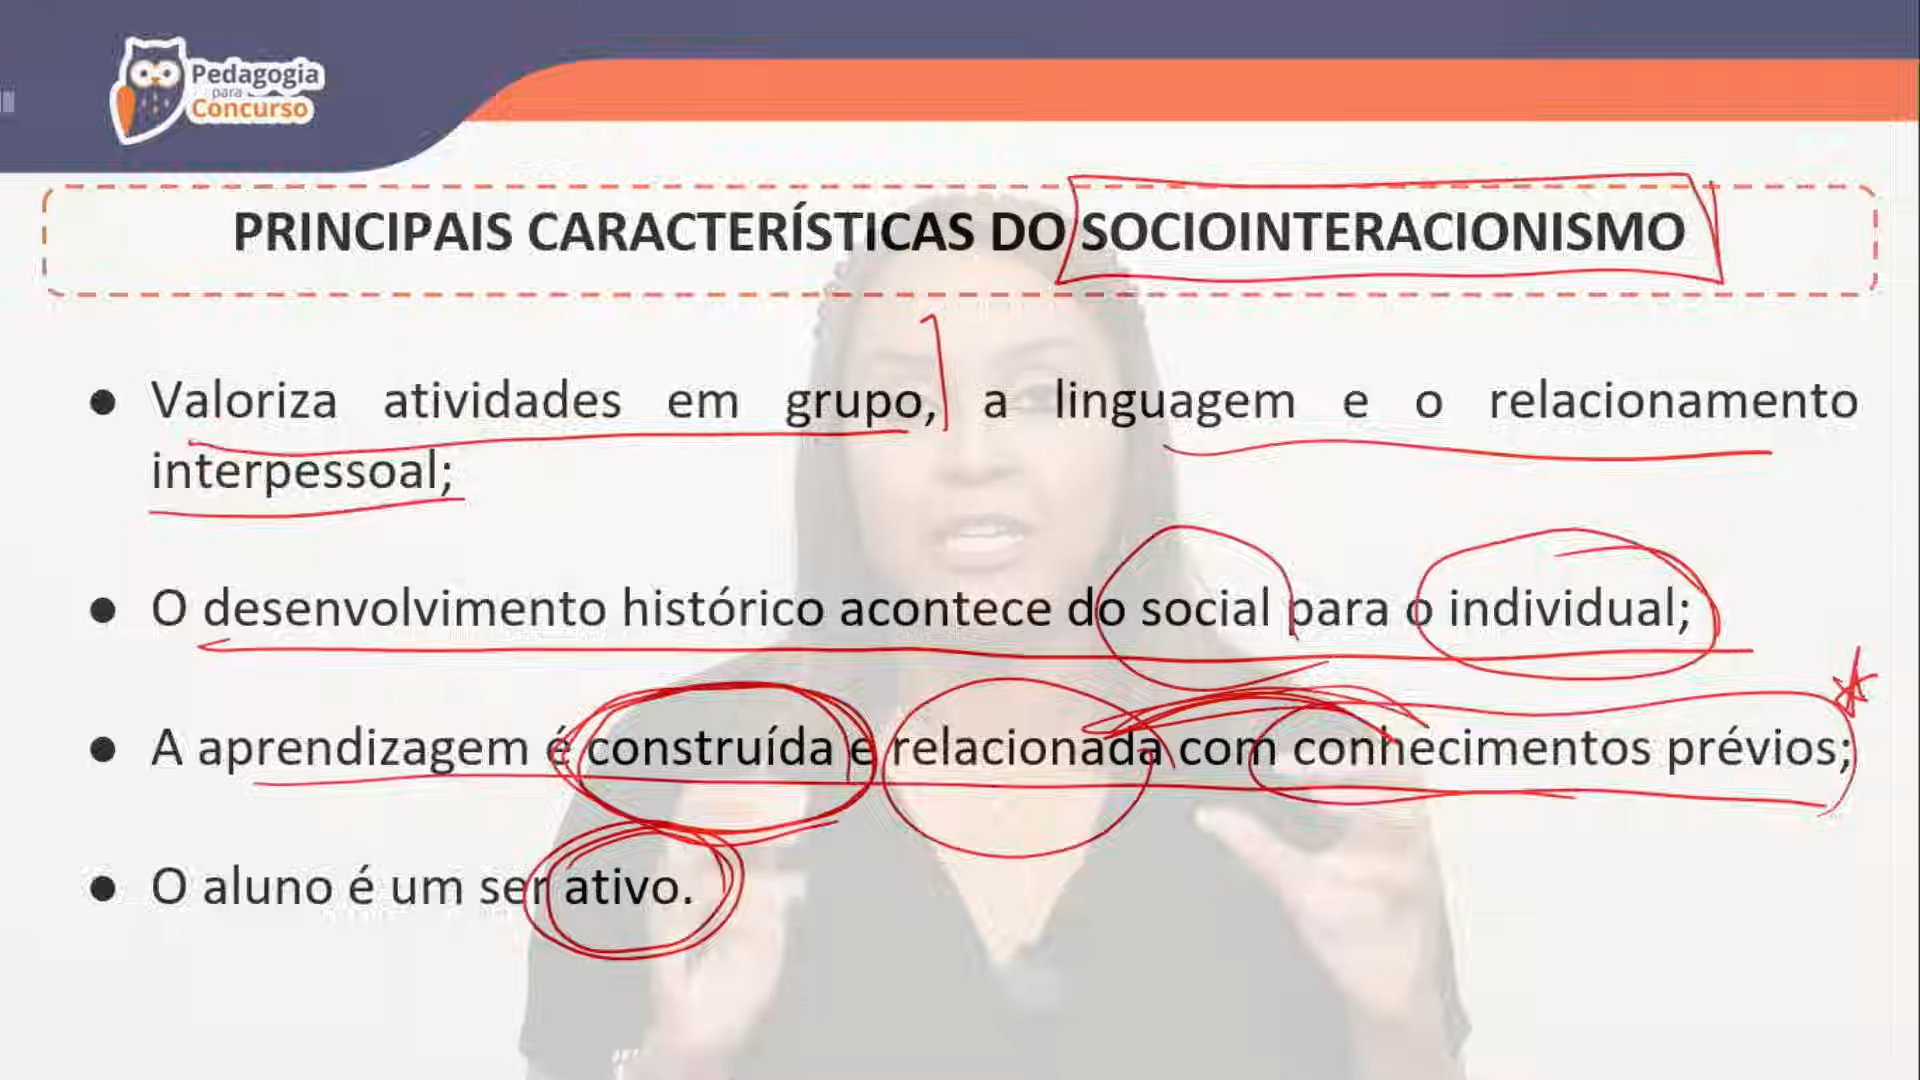 Pedagogia
para
Concurso
PRINCIPAIS CARACTERÍSTICAS DO SOCIOINTERACIONISMO
● Valoriza atividades em grupo, a linguagem e o relacionamento
interpessoal;
● O desenvolvimento histórico acontece do social para o individual;
● A aprendizagem é construída e relacionada com conhecimentos prévios;
● O aluno é um ser ativo.